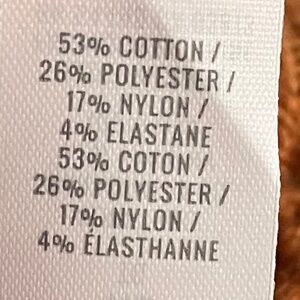 53% COTTON /
26% POLYESTER /
17% NYLON /
4% ELASTANE
53% COTON /
26% POLYESTER /
17% NYLON /
4% ÉLASTHANNE